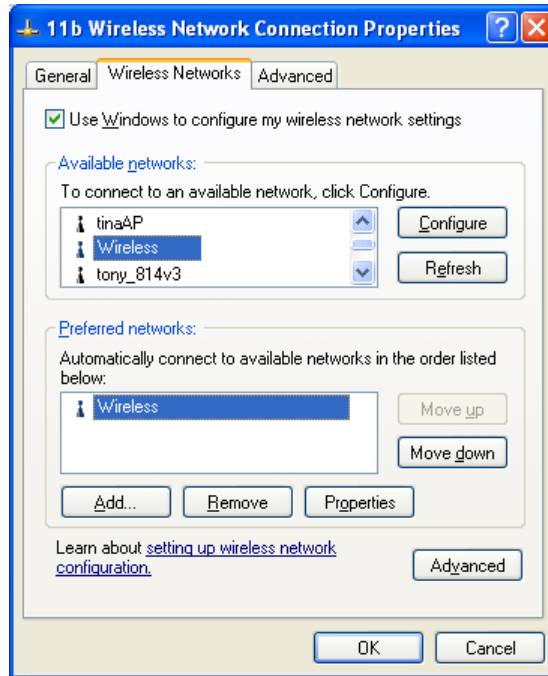 11b Wireless Network Connection Properties
General Wireless Networks Advanced
Use Windows to configure my wireless network settings
Available networks:
To connect to an available network, click Configure.
tinaAP
Wireless
tony_814v3
Configure
Refresh
Preferred networks:
Automatically connect to available networks in the order listed
below:
Wireless
Move up
Move down
Add... Remove Properties
Learn about setting up wireless network
configuration.
Advanced
OK Cancel